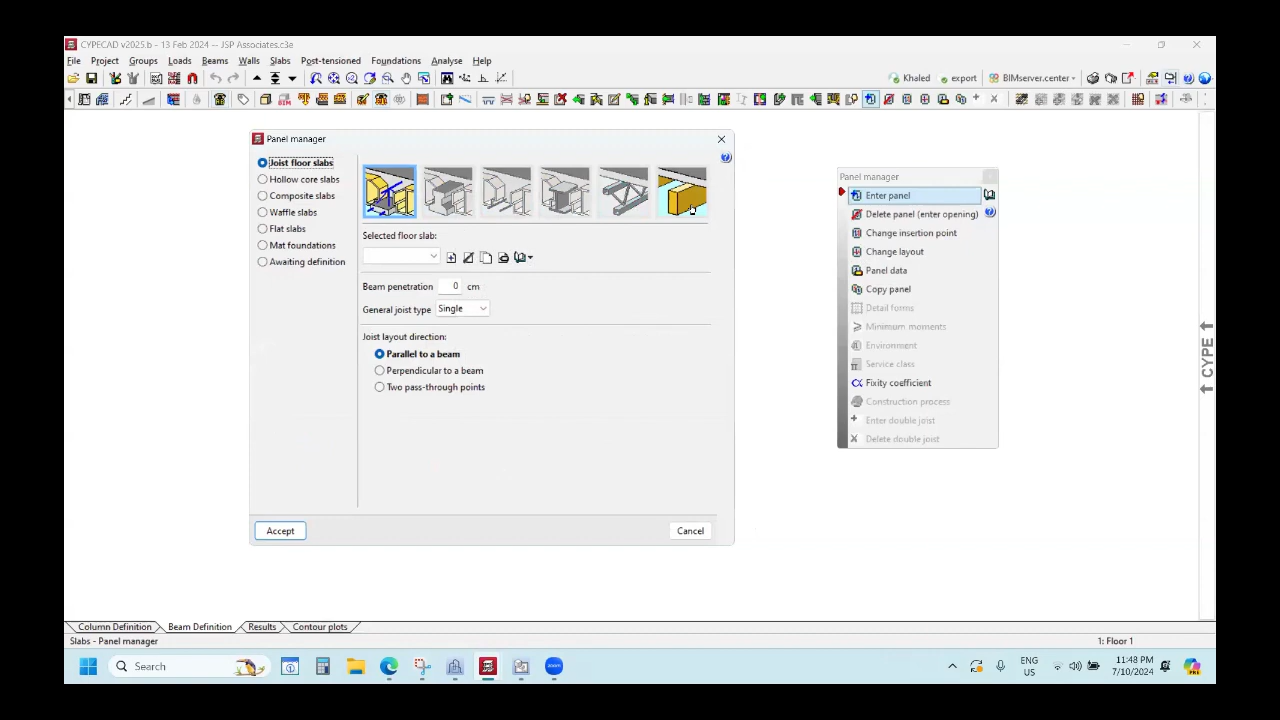 CYPECAD v2025.b - 13 Feb 2024 -- JSP Associates.c3e
File Project Groups Loads Beams Walls Slabs Post-tensioned Foundations Analyse Help
Khaled export BIMserver.center
Panel manager
Joist floor slabs
Hollow core slabs
Composite slabs
Waffle slabs
Flat slabs
Mat foundations
Awaiting definition
Selected floor slab:
Beam penetration 0 cm
General joist type Single
Joist layout direction:
Parallel to a beam
Perpendicular to a beam
Two pass-through points
Accept Cancel
Panel manager
Enter panel
Delete panel (enter opening)
Change insertion point
Change layout
Panel data
Copy panel
Detail forms
Minimum moments
Environment
Service class
Fixity coefficient
Construction process
Enter double joist
Delete double joist
CYPE
Column Definition Beam Definition Results Contour plots
Slabs - Panel manager 1: Floor 1
Search
zoom
ENG
US
11:48 PM
7/10/2024
PRE